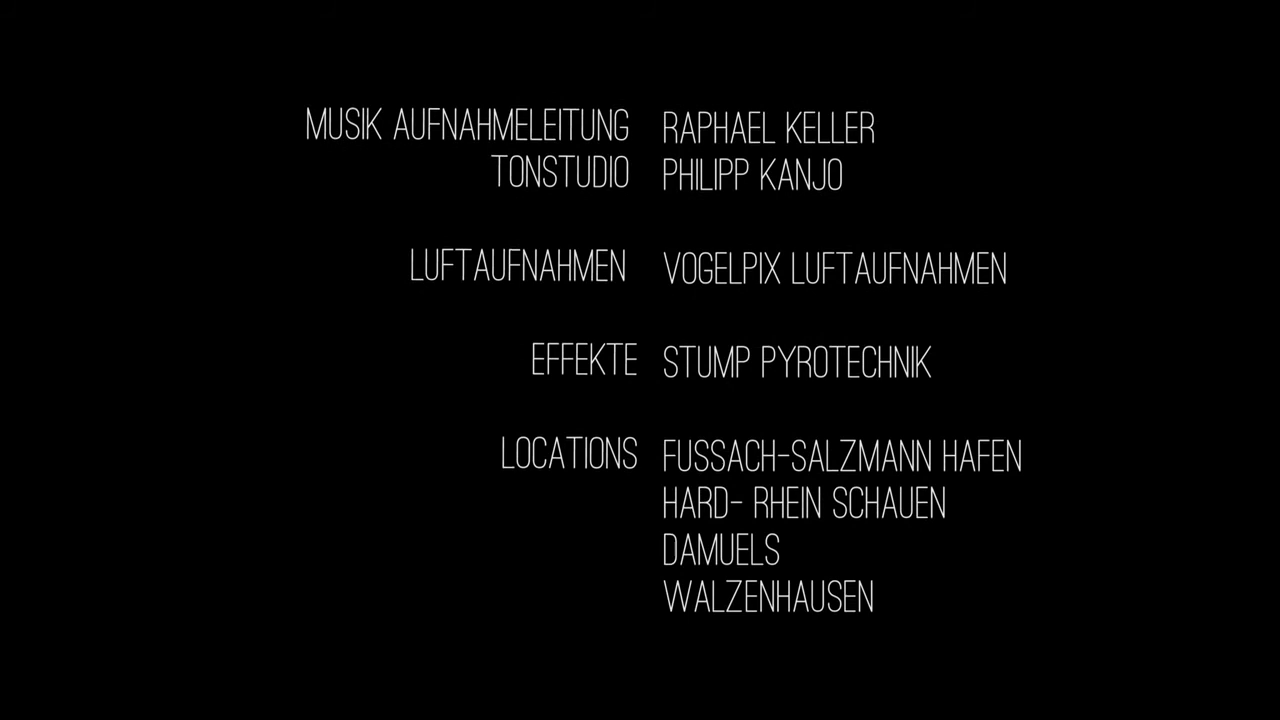 MUSIK AUFNAHMELEITUNG RAPHAEL KELLER
TONSTUDIO PHILIPP KANJO
LUFTAUFNAHMEN VOGELPIX LUFTAUFNAHMEN
EFFEKTE STUMP PYROTECHNIK
LOCATIONS FUSSACH-SALZMANN HAFEN
HARD- RHEIN SCHAUEN
DAMUELS
WALZENHAUSEN